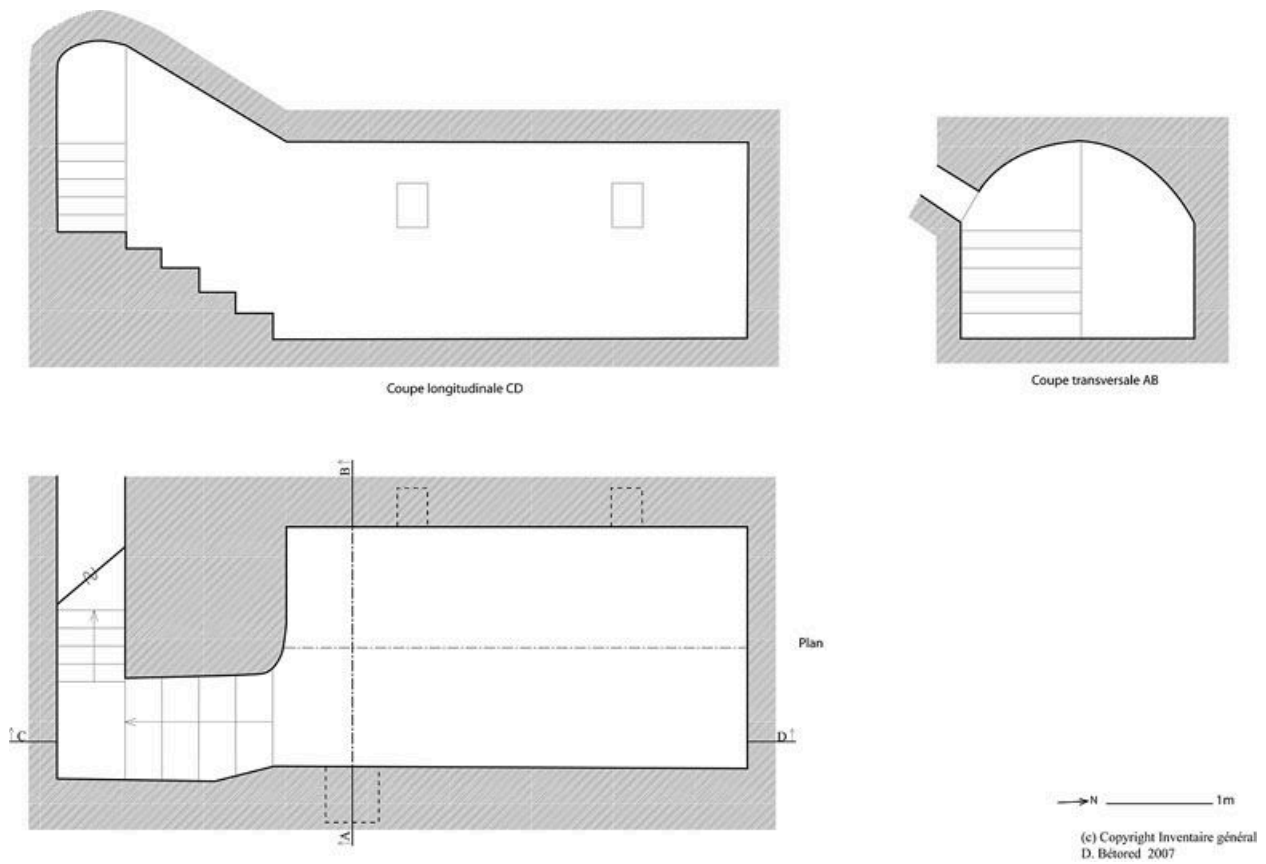 Coupe longitudinale CD
Coupe transversale AB
B
Plan
C
D
A
N 1m
(c) Copyright Inventaire général
D. Bétored 2007